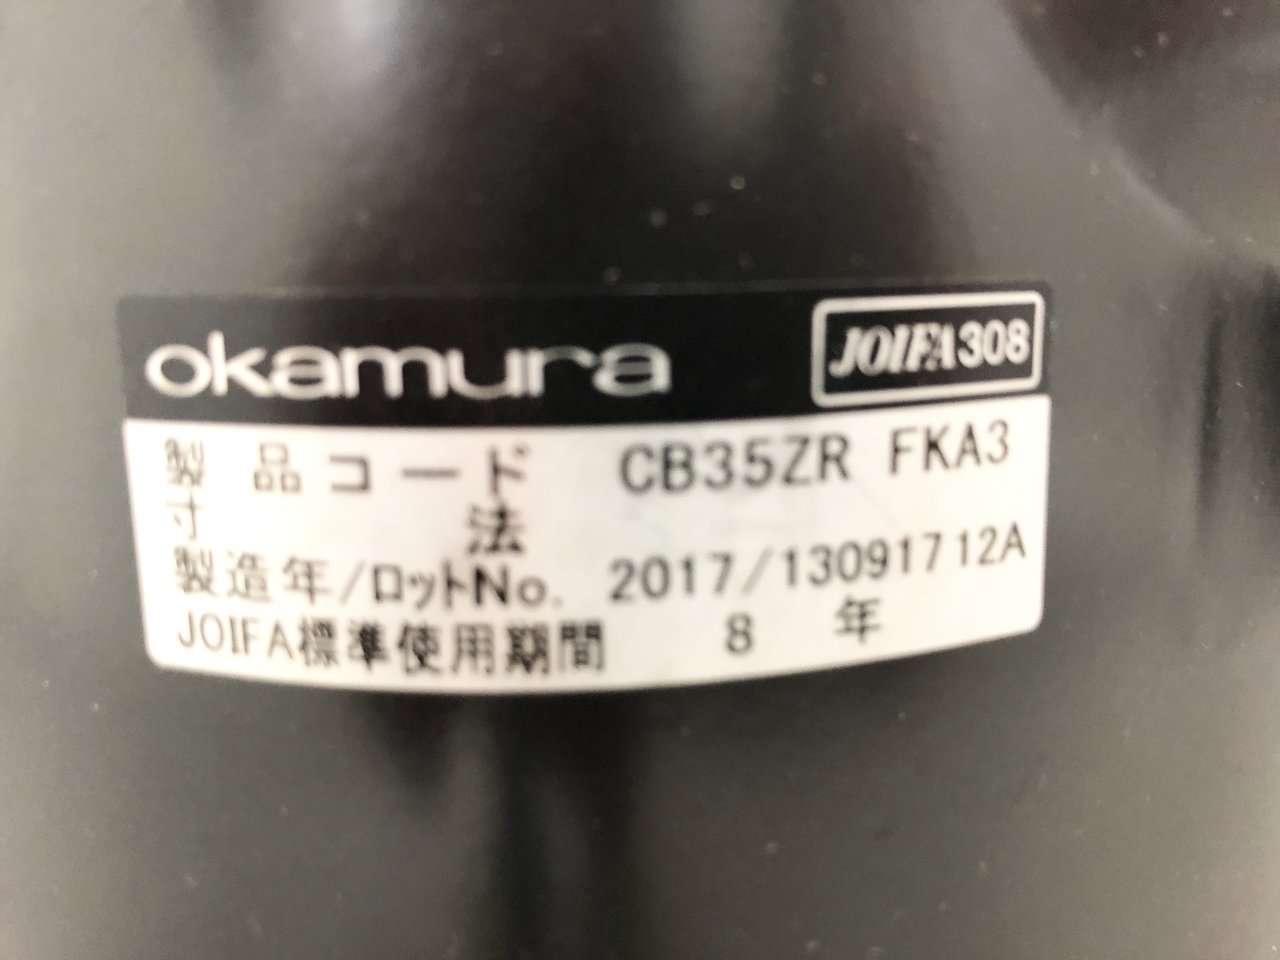 okamura JOIFA308
製品コード CB35ZR FKA3
寸法
製造年/ロットNo. 2017/13091712A
JOIFA標準使用期間 8 年